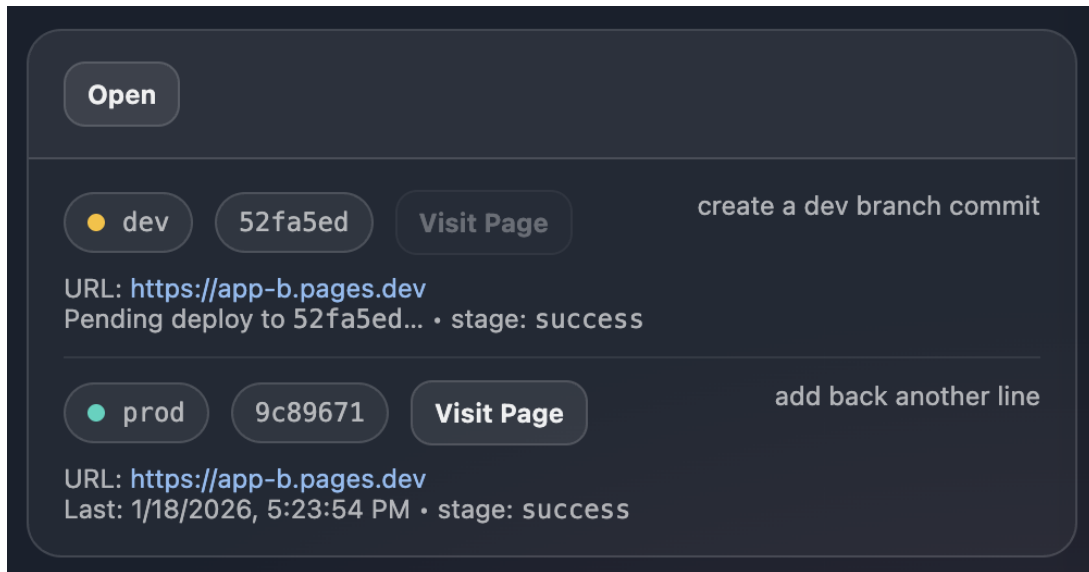 Open
dev 52fa5ed Visit Page create a dev branch commit
URL: https://app-b.pages.dev
Pending deploy to 52fa5ed… • stage: success
prod 9c89671 Visit Page add back another line
URL: https://app-b.pages.dev
Last: 1/18/2026, 5:23:54 PM • stage: success